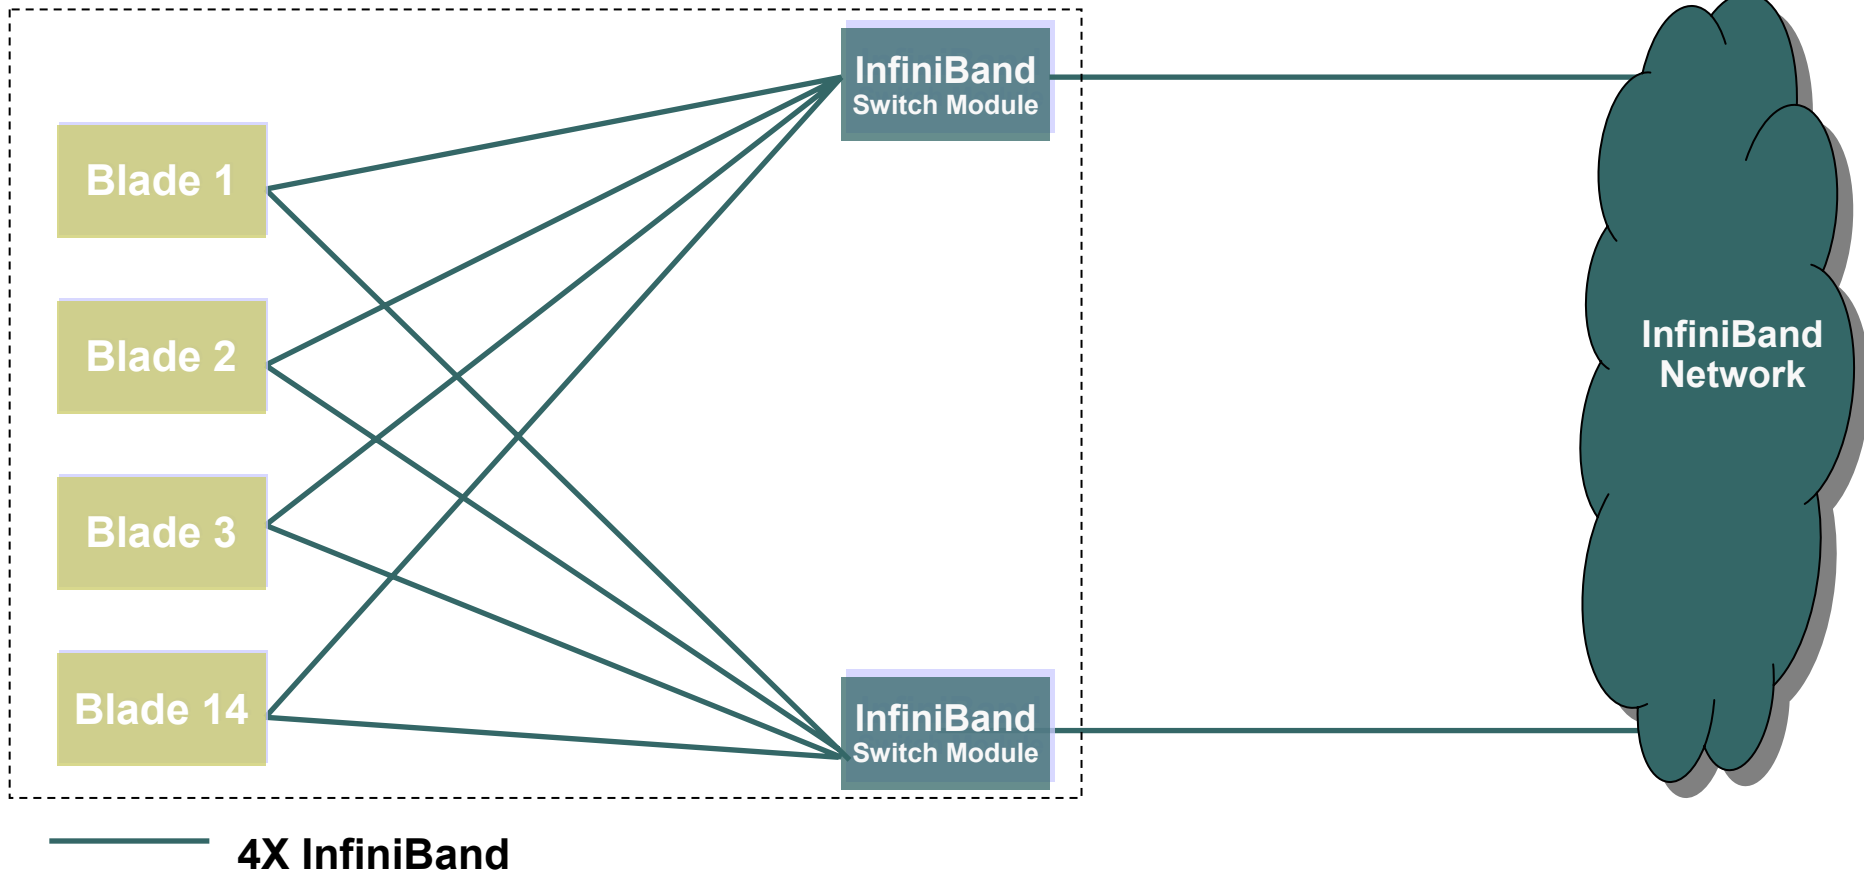 InfiniBand
Switch Module
Blade 1
Blade 2
InfiniBand
Network
Blade 3
Blade 14
InfiniBand
Switch Module
4X InfiniBand